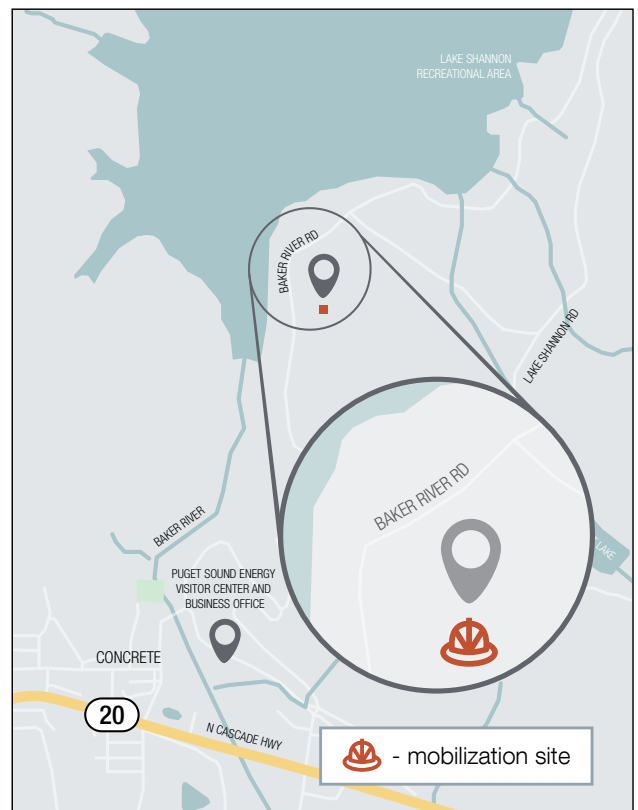 LAKE SHANNON
RECREATIONAL AREA
BAKER RIVER RD
LAKE SHANNON RD
BAKER RIVER RD
LAKE
BAKER RIVER
PUGET SOUND ENERGY
VISITOR CENTER AND
BUSINESS OFFICE
CONCRETE
20
N CASCADE HWY
- mobilization site